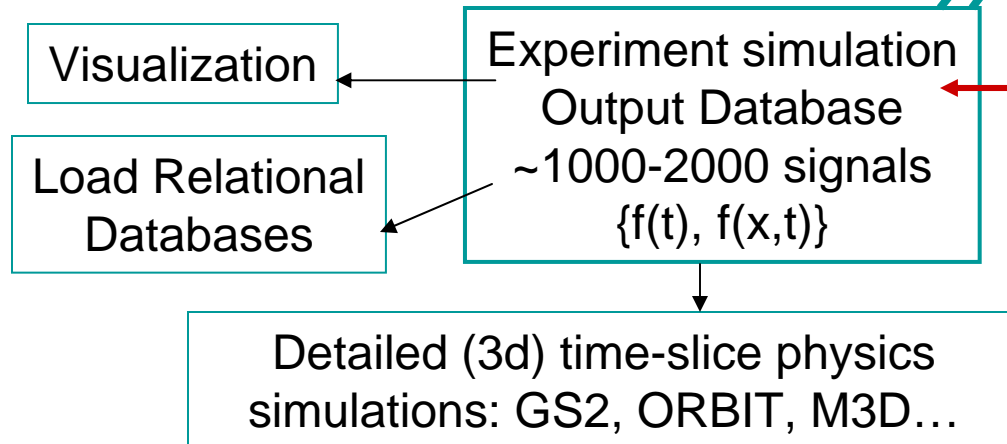 Visualization
Experiment simulation
Output Database
~1000-2000 signals
{f(t), f(x,t)}
Load Relational
Databases
Detailed (3d) time-slice physics
simulations: GS2, ORBIT, M3D…